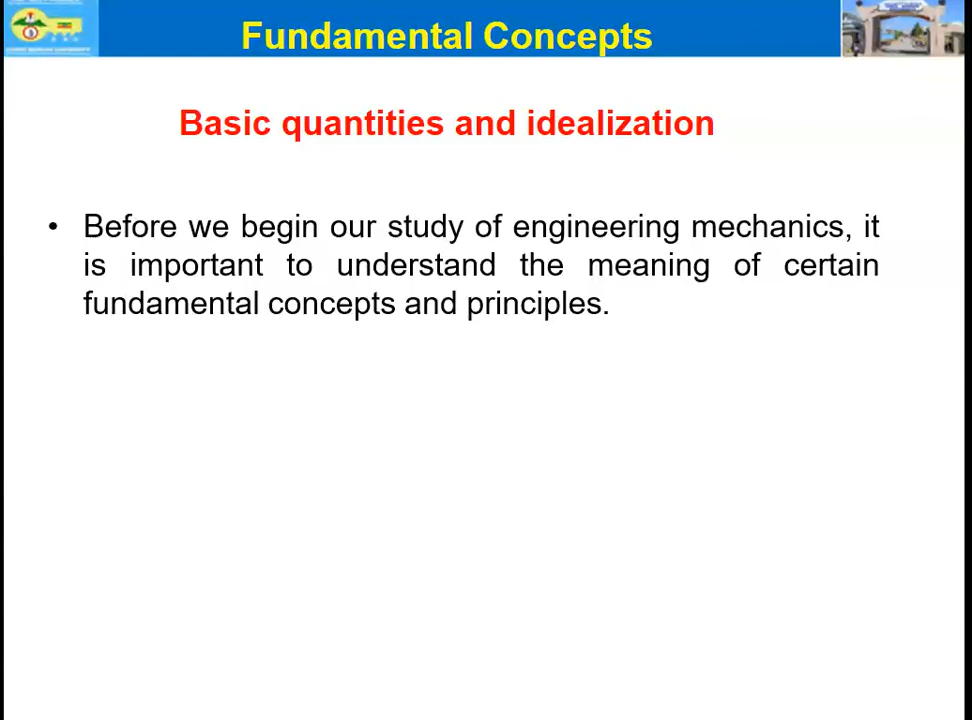 Fundamental Concepts
Basic quantities and idealization
• Before we begin our study of engineering mechanics, it
is important to understand the meaning of certain
fundamental concepts and principles.